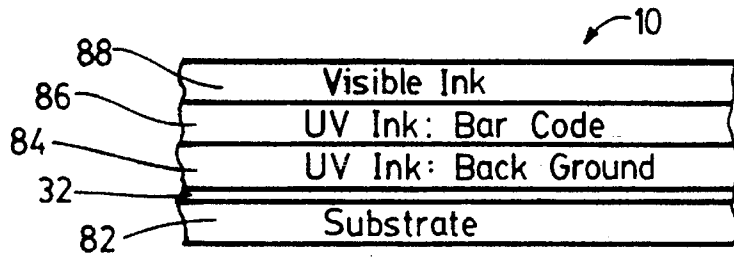 10
88 Visible Ink
86 UV Ink: Bar Code
84 UV Ink: Back Ground
32
82 Substrate